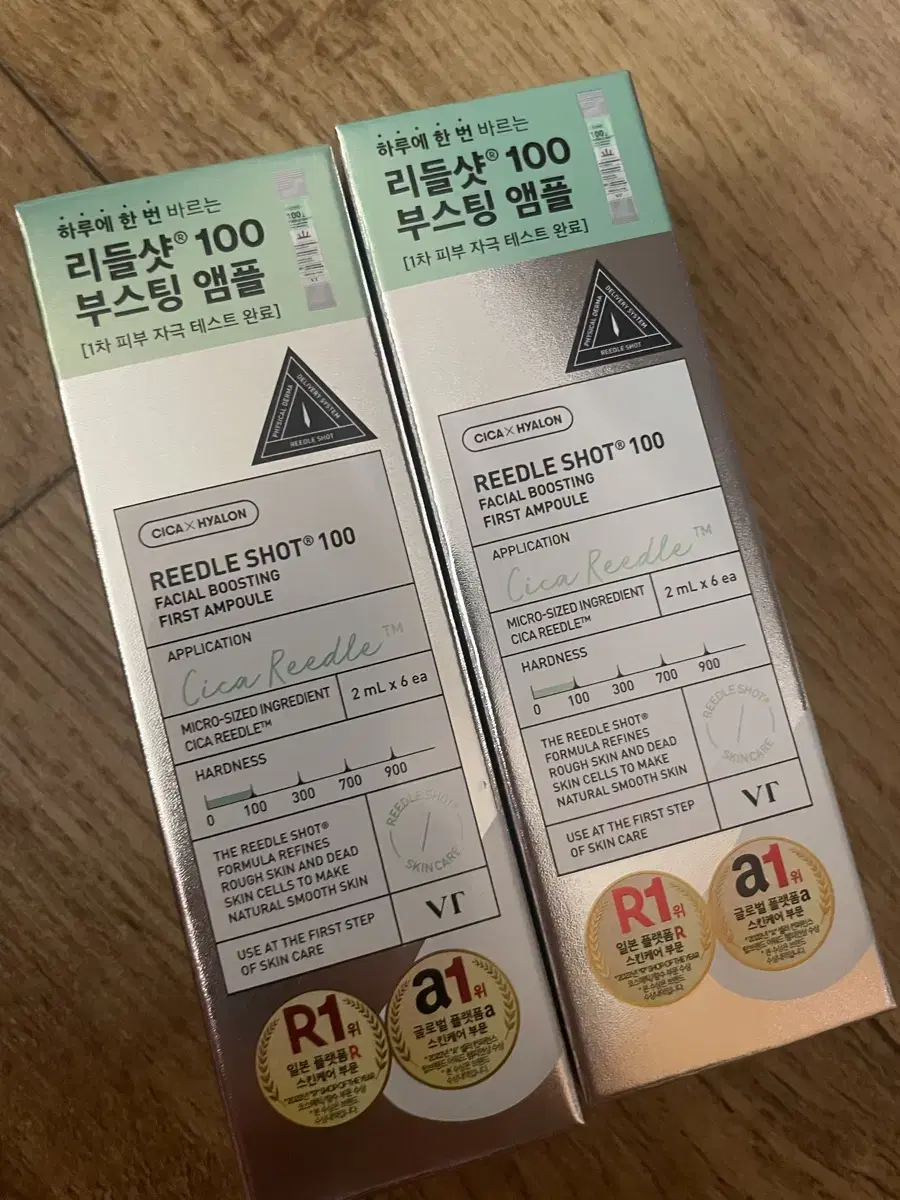 하루에 한 번 바르는
리들샷® 100
부스팅 앰플
[1차 피부 자극 테스트 완료]
100
PHYSICAL DERMA
DELIVERY SYSTEM
REEDLE SHOT
CICA×HYALON
REEDLE SHOT® 100
FACIAL BOOSTING
FIRST AMPOULE
APPLICATION
Cica Reedle™
MICRO-SIZED INGREDIENT
CICA REEDLE™
2 mL x 6 ea
HARDNESS
0 100 300 700 900
THE REEDLE SHOT®
FORMULA REFINES
ROUGH SKIN AND DEAD
SKIN CELLS TO MAKE
NATURAL SMOOTH SKIN
REEDLE SHOT®
SKIN CARE
USE AT THE FIRST STEP
OF SKIN CARE
VT
R1위
일본 플랫폼 R
스킨케어 부문
a1위
글로벌 플랫폼 a
스킨케어 부문
하루에 한 번 바르는
리들샷® 100
부스팅 앰플
[1차 피부 자극 테스트 완료]
100
PHYSICAL DERMA
DELIVERY SYSTEM
REEDLE SHOT
CICA×HYALON
REEDLE SHOT® 100
FACIAL BOOSTING
FIRST AMPOULE
APPLICATION
Cica Reedle™
MICRO-SIZED INGREDIENT
CICA REEDLE™
2 mL x 6 ea
HARDNESS
0 100 300 700 900
THE REEDLE SHOT®
FORMULA REFINES
ROUGH SKIN AND DEAD
SKIN CELLS TO MAKE
NATURAL SMOOTH SKIN
REEDLE SHOT®
SKIN CARE
USE AT THE FIRST STEP
OF SKIN CARE
VT
R1위
일본 플랫폼 R
스킨케어 부문
a1위
글로벌 플랫폼 a
스킨케어 부문